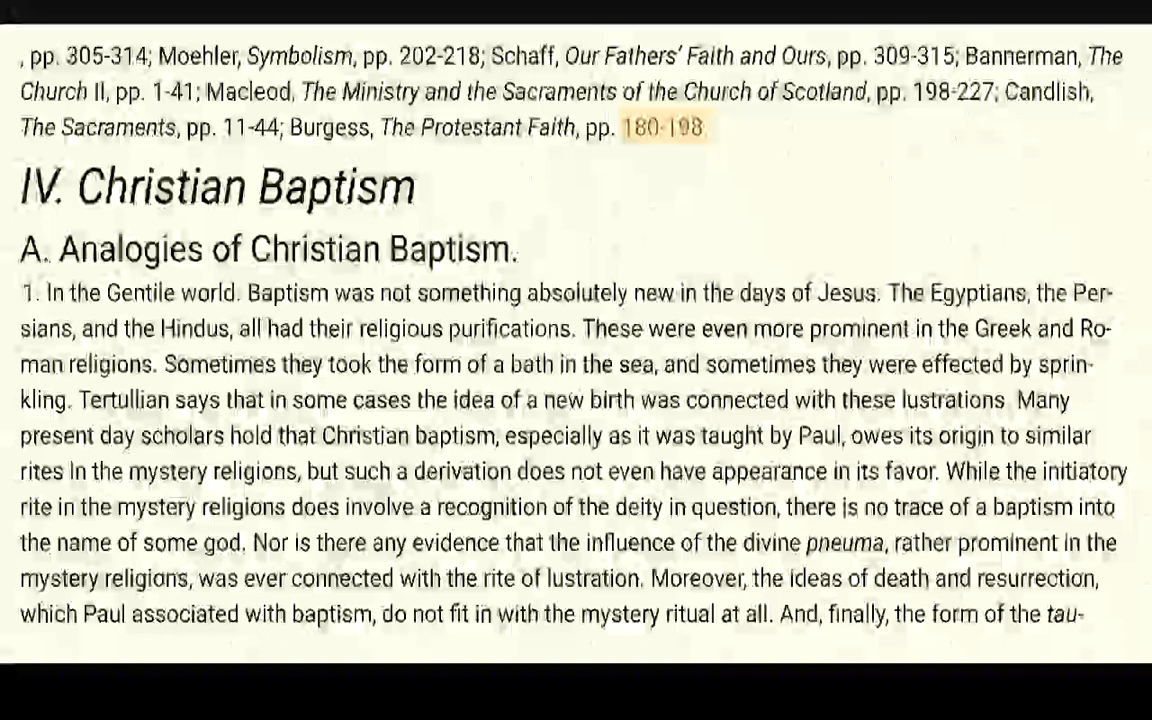 , pp. 305-314; Moehler, Symbolism, pp. 202-218; Schaff, Our Fathers' Faith and Ours, pp. 309-315; Bannerman, The
Church II, pp. 1-41; Macleod, The Ministry and the Sacraments of the Church of Scotland, pp. 198-227; Candlish,
The Sacraments, pp. 11-44; Burgess, The Protestant Faith, pp. 180-198.
IV. Christian Baptism
A. Analogies of Christian Baptism.
1. In the Gentile world. Baptism was not something absolutely new in the days of Jesus. The Egyptians, the Per-
sians, and the Hindus, all had their religious purifications. These were even more prominent in the Greek and Ro-
man religions. Sometimes they took the form of a bath in the sea, and sometimes they were effected by sprin-
kling. Tertullian says that in some cases the idea of a new birth was connected with these lustrations. Many
present day scholars hold that Christian baptism, especially as it was taught by Paul, owes its origin to similar
rites in the mystery religions, but such a derivation does not even have appearance in its favor. While the initiatory
rite in the mystery religions does involve a recognition of the deity in question, there is no trace of a baptism into
the name of some god. Nor is there any evidence that the influence of the divine pneuma, rather prominent in the
mystery religions, was ever connected with the rite of lustration. Moreover, the ideas of death and resurrection,
which Paul associated with baptism, do not fit in with the mystery ritual at all. And, finally, the form of the tau-